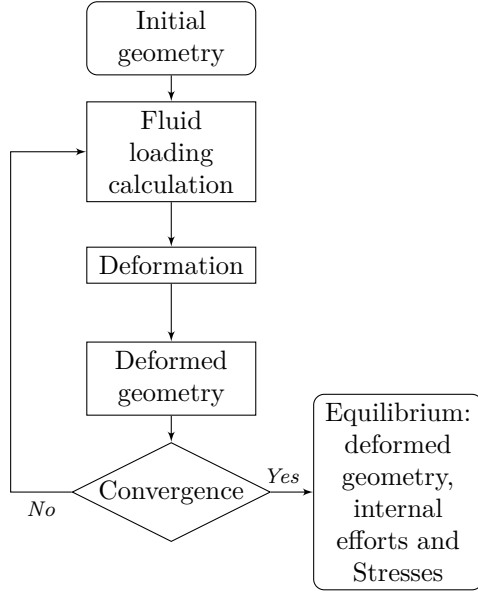 Initial
geometry
Fluid
loading
calculation
Deformation
Deformed
geometry
Convergence
Yes
No
Equilibrium:
deformed
geometry,
internal
efforts and
Stresses